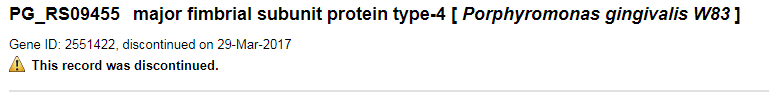 PG_RS09455 major fimbrial subunit protein type-4 [ Porphyromonas gingivalis W83 ]
Gene ID: 2551422, discontinued on 29-Mar-2017
This record was discontinued.